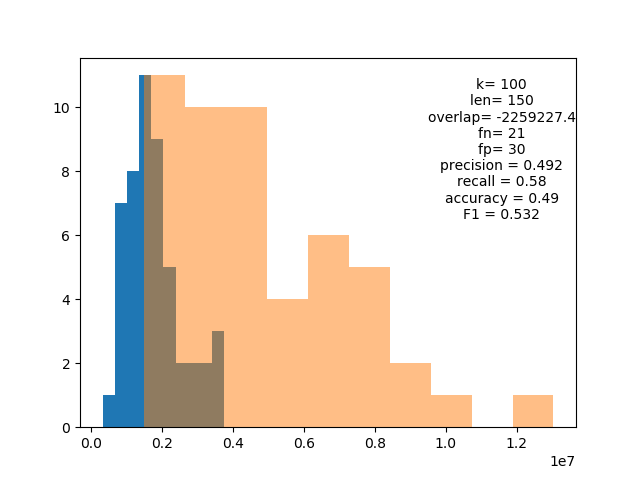 k= 100
len= 150
overlap= -2259227.4
fn= 21
fp= 30
precision = 0.492
recall = 0.58
accuracy = 0.49
F1 = 0.532
10
8
6
4
2
0
0.0 0.2 0.4 0.6 0.8 1.0 1.2
1e7